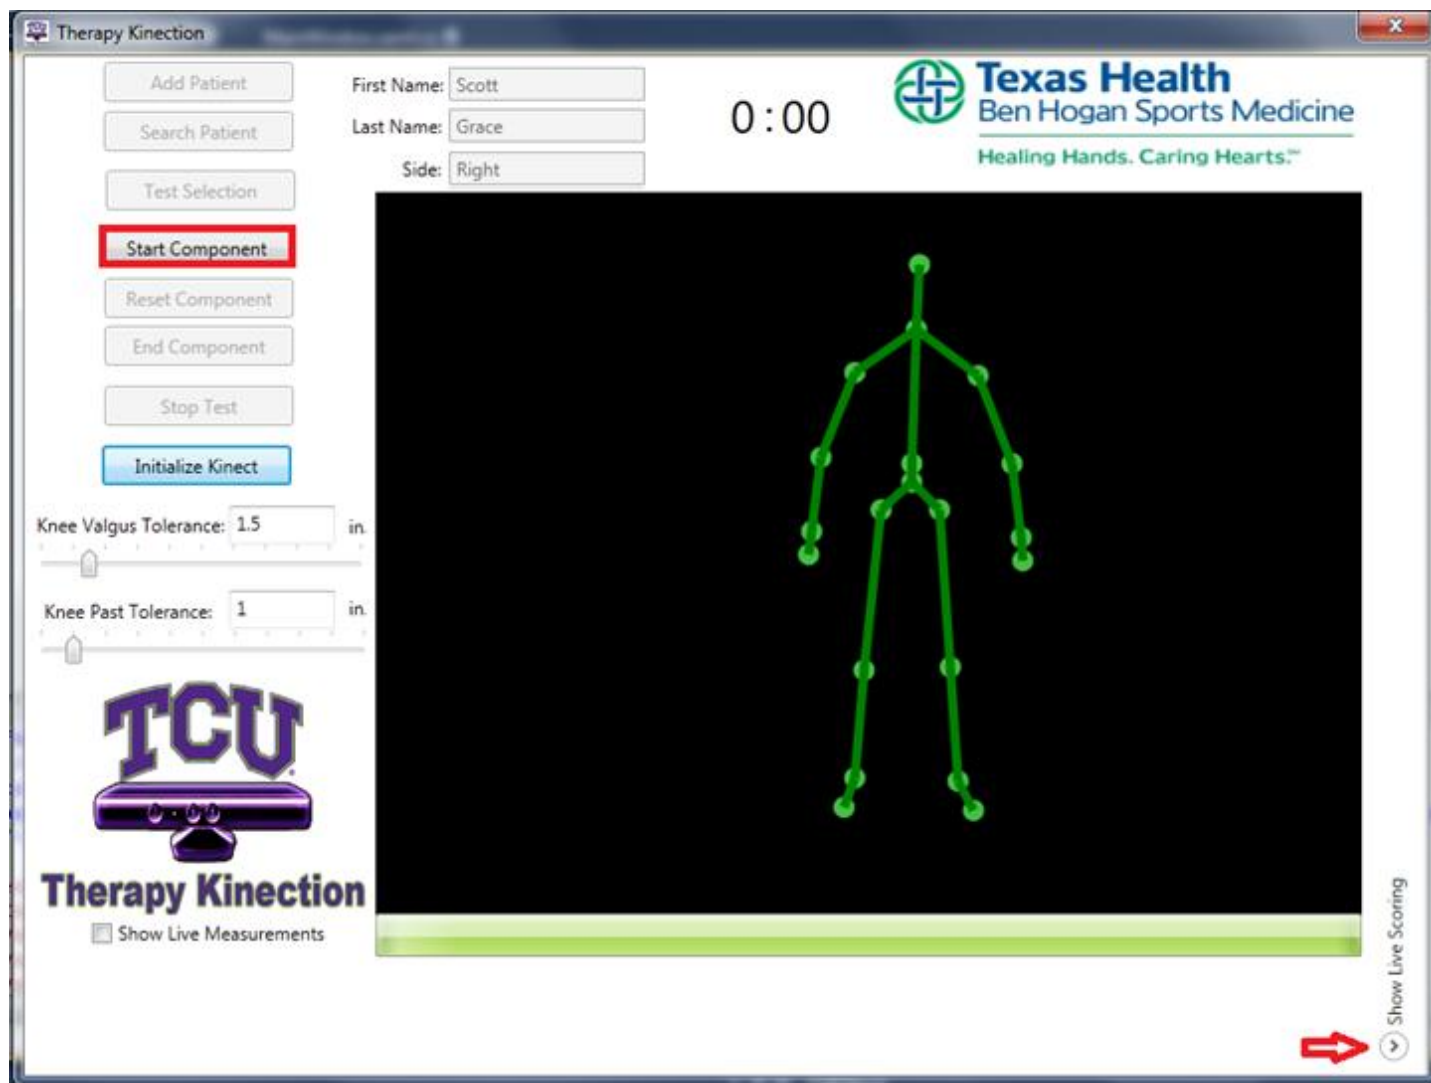 Therapy Kinection
Add Patient
Search Patient
Test Selection
Start Component
Reset Component
End Component
Stop Test
Initialize Kinect
Knee Valgus Tolerance: 1.5 in.
Knee Past Tolerance: 1 in.
TCU
Therapy Kinection
Show Live Measurements
First Name: Scott
Last Name: Grace
Side: Right
0:00
Texas Health
Ben Hogan Sports Medicine
Healing Hands. Caring Hearts.℠
Show Live Scoring